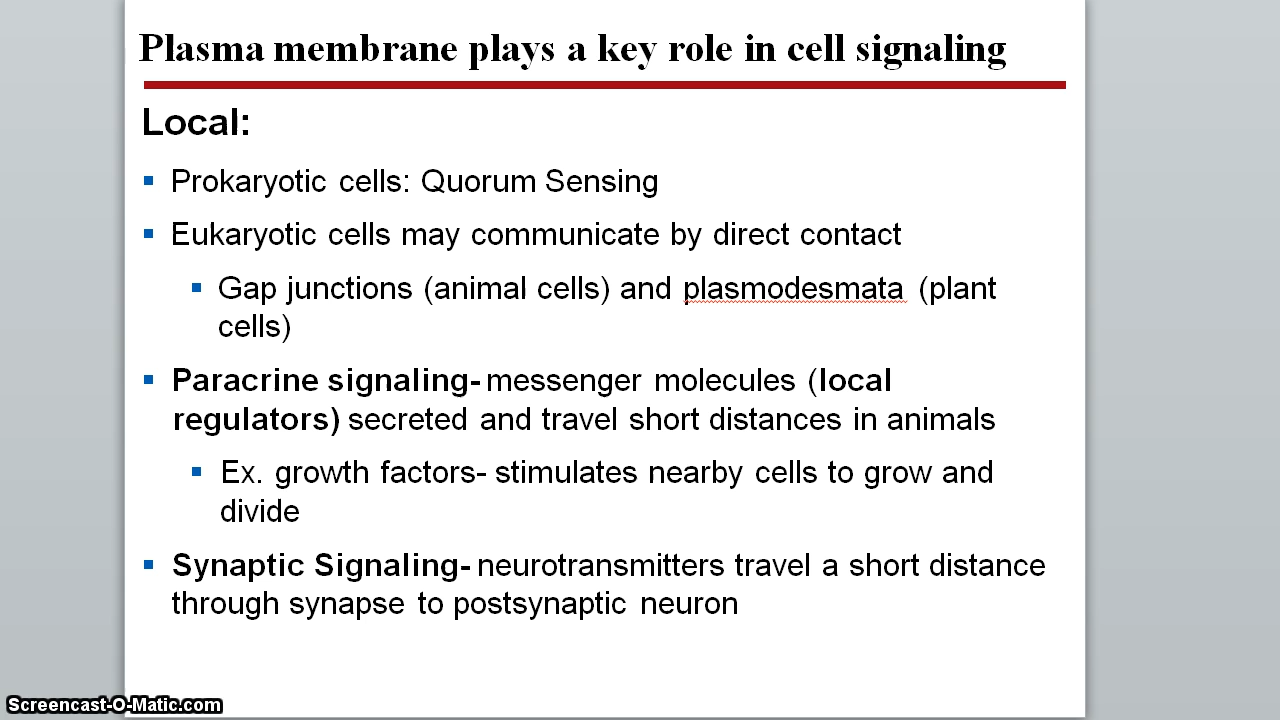 Plasma membrane plays a key role in cell signaling
Local:
▪ Prokaryotic cells: Quorum Sensing
▪ Eukaryotic cells may communicate by direct contact
▪ Gap junctions (animal cells) and plasmodesmata (plant
cells)
▪ Paracrine signaling- messenger molecules (local
regulators) secreted and travel short distances in animals
▪ Ex. growth factors- stimulates nearby cells to grow and
divide
▪ Synaptic Signaling- neurotransmitters travel a short distance
through synapse to postsynaptic neuron
Screencast-O-Matic.com